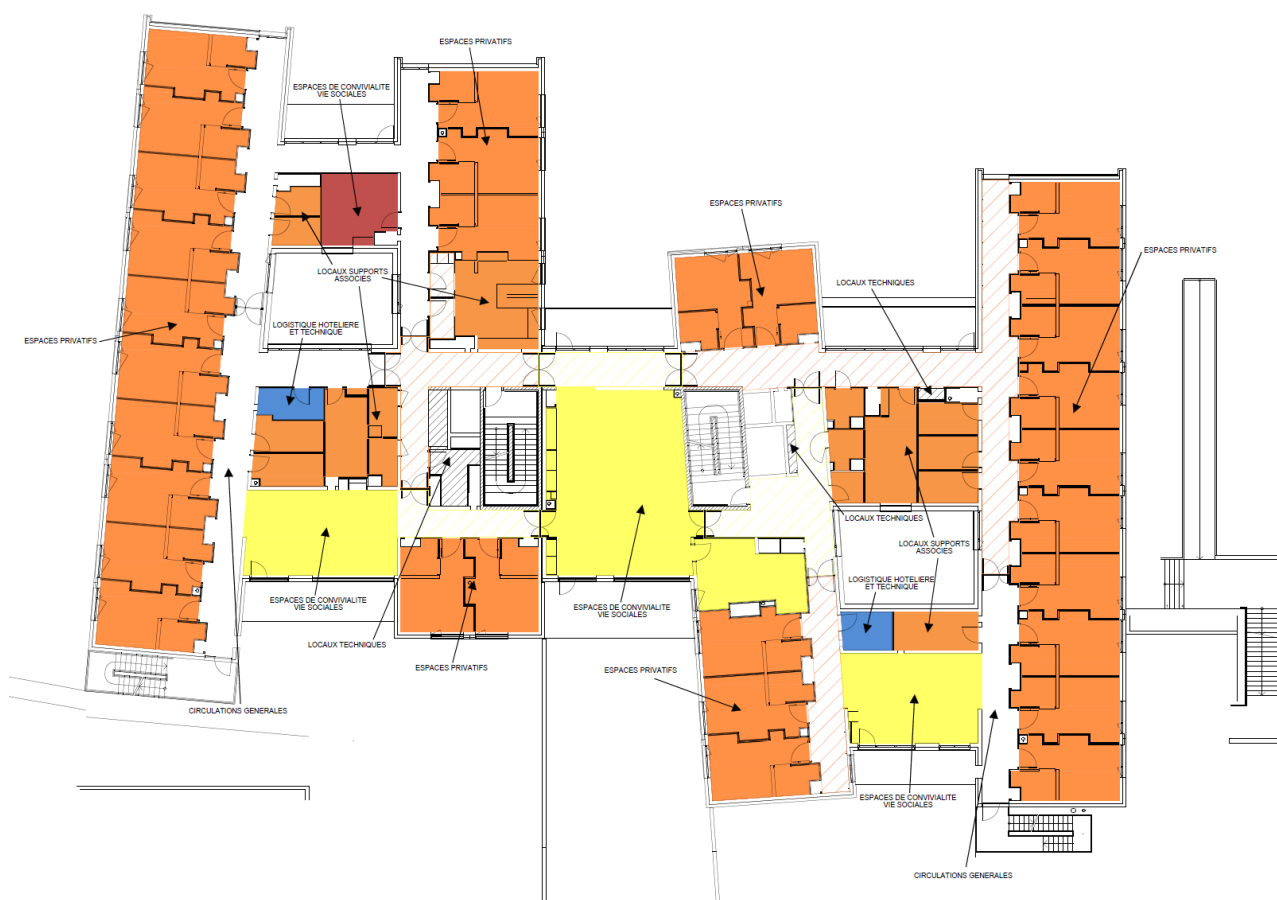 ESPACES PRIVATIFS
ESPACES DE CONVIVIALITE
VIE SOCIALES
ESPACES PRIVATIFS
ESPACES PRIVATIFS
LOCAUX SUPPORTS
ASSOCIES
LOCAUX TECHNIQUES
LOGISTIQUE HOTELIERE
ET TECHNIQUE
ESPACES PRIVATIFS
LOCAUX TECHNIQUES
LOCAUX SUPPORTS
ASSOCIES
LOGISTIQUE HOTELIERE
ET TECHNIQUE
ESPACES DE CONVIVIALITE
VIE SOCIALES
ESPACES DE CONVIVIALITE
VIE SOCIALES
LOCAUX TECHNIQUES
ESPACES PRIVATIFS
ESPACES PRIVATIFS
CIRCULATIONS GENERALES
ESPACES DE CONVIVIALITE
VIE SOCIALES
CIRCULATIONS GENERALES